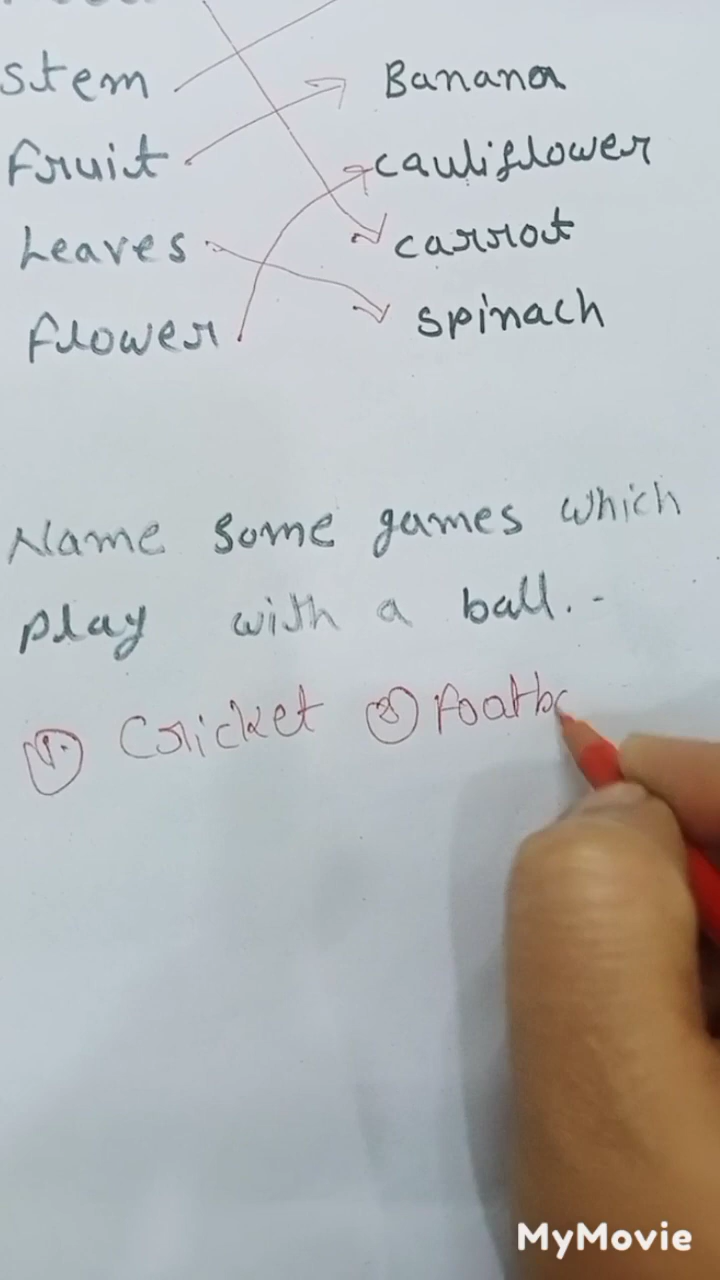 Stem Banana
Fruit cauliflower
Leaves carrot
Flower spinach
Name some games which
play with a ball. -
① Cricket ② Footba
MyMovie